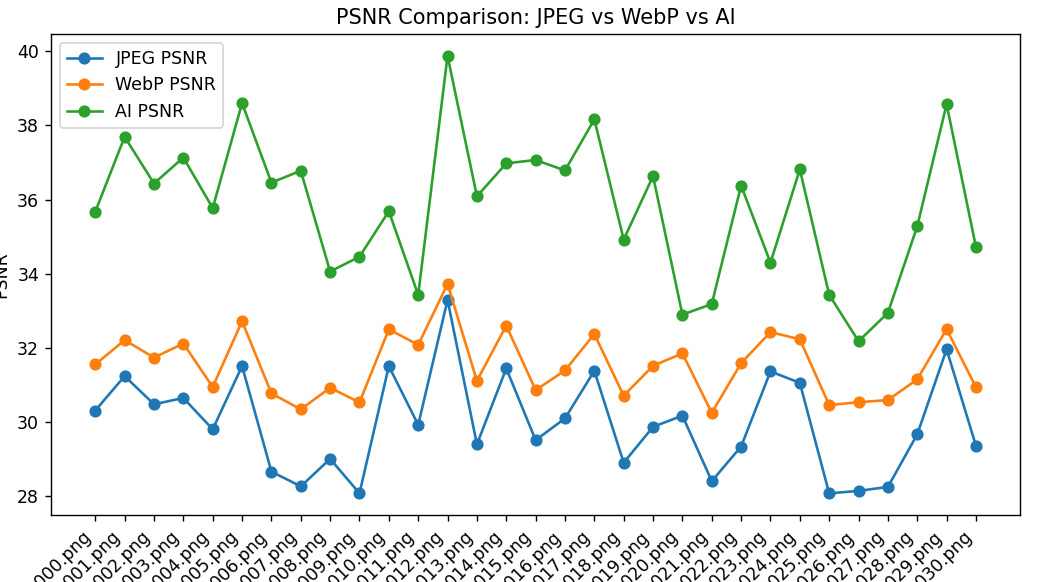 PSNR Comparison: JPEG vs WebP vs AI
JPEG PSNR
WebP PSNR
AI PSNR
40
38
36
34
32
30
28
PSNR
000.png
001.png
002.png
003.png
004.png
005.png
006.png
007.png
008.png
009.png
010.png
011.png
012.png
013.png
014.png
015.png
016.png
017.png
018.png
019.png
020.png
021.png
022.png
023.png
024.png
025.png
026.png
027.png
028.png
029.png
030.png